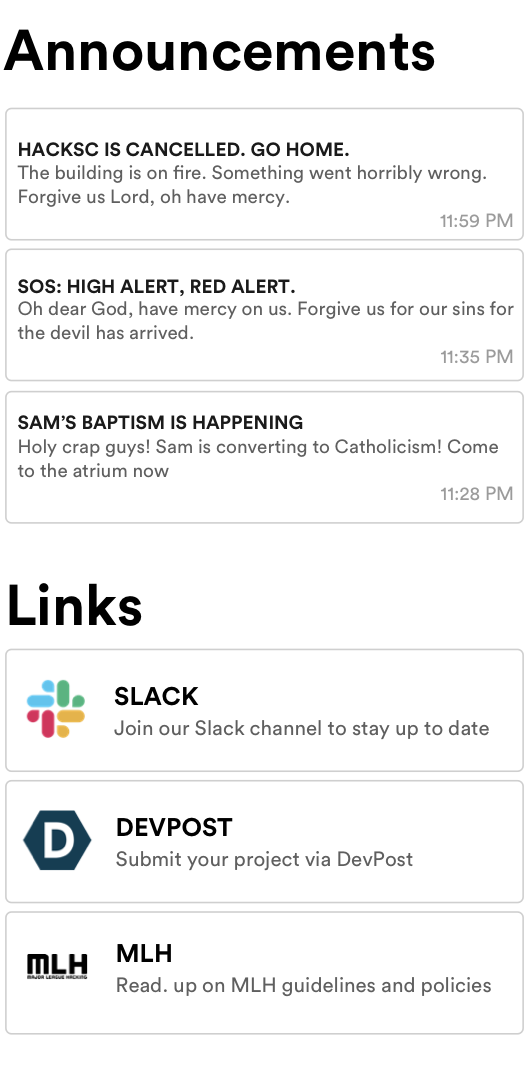 Announcements
HACKSC IS CANCELLED. GO HOME.
The building is on fire. Something went horribly wrong.
Forgive us Lord, oh have mercy.
11:59 PM
SOS: HIGH ALERT, RED ALERT.
Oh dear God, have mercy on us. Forgive us for our sins for
the devil has arrived.
11:35 PM
SAM’S BAPTISM IS HAPPENING
Holy crap guys! Sam is converting to Catholicism! Come
to the atrium now
11:28 PM
Links
SLACK
Join our Slack channel to stay up to date
D
DEVPOST
Submit your project via DevPost
MLH
MAJOR LEAGUE HACKING
MLH
Read. up on MLH guidelines and policies